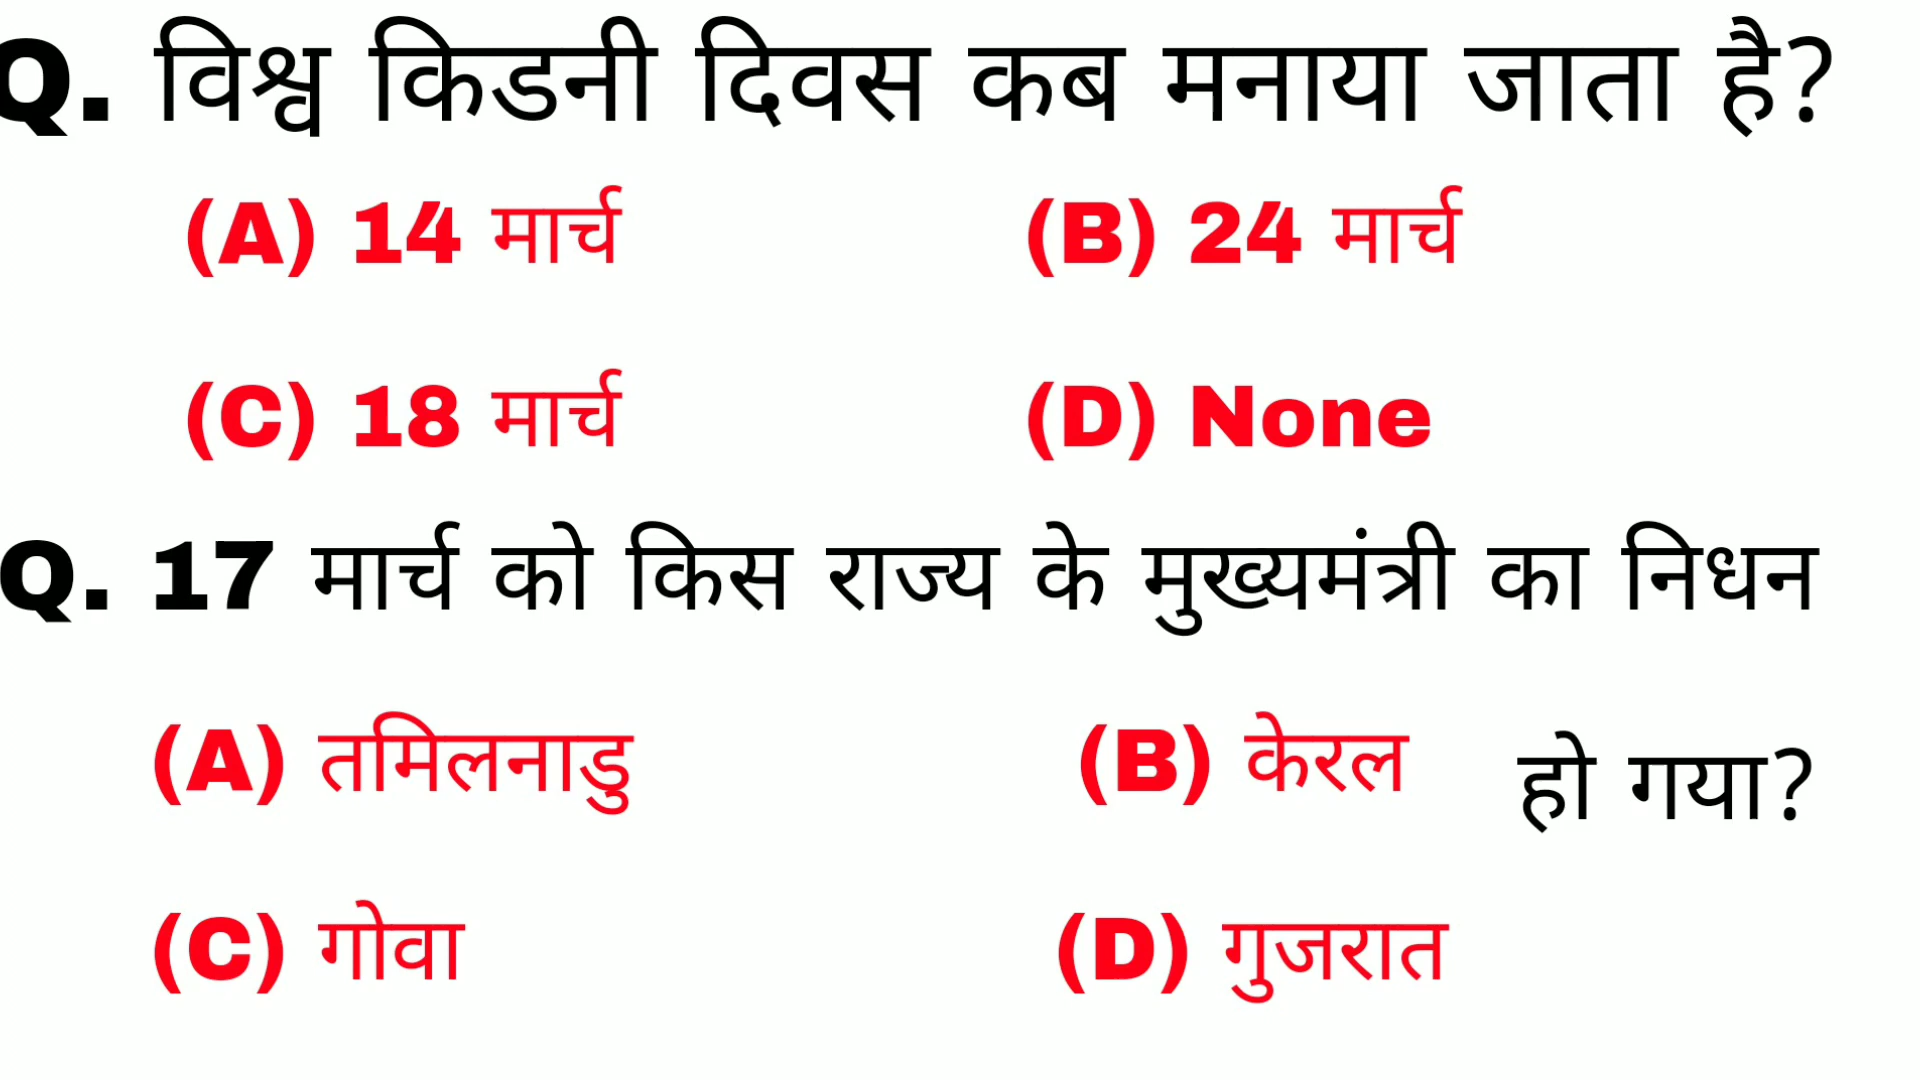 Q. विश्व किडनी दिवस कब मनाया जाता है?
(A) 14 मार्च (B) 24 मार्च
(C) 18 मार्च (D) None
Q. 17 मार्च को किस राज्य के मुख्यमंत्री का निधन
(A) तमिलनाडु (B) केरल हो गया?
(C) गोवा (D) गुजरात